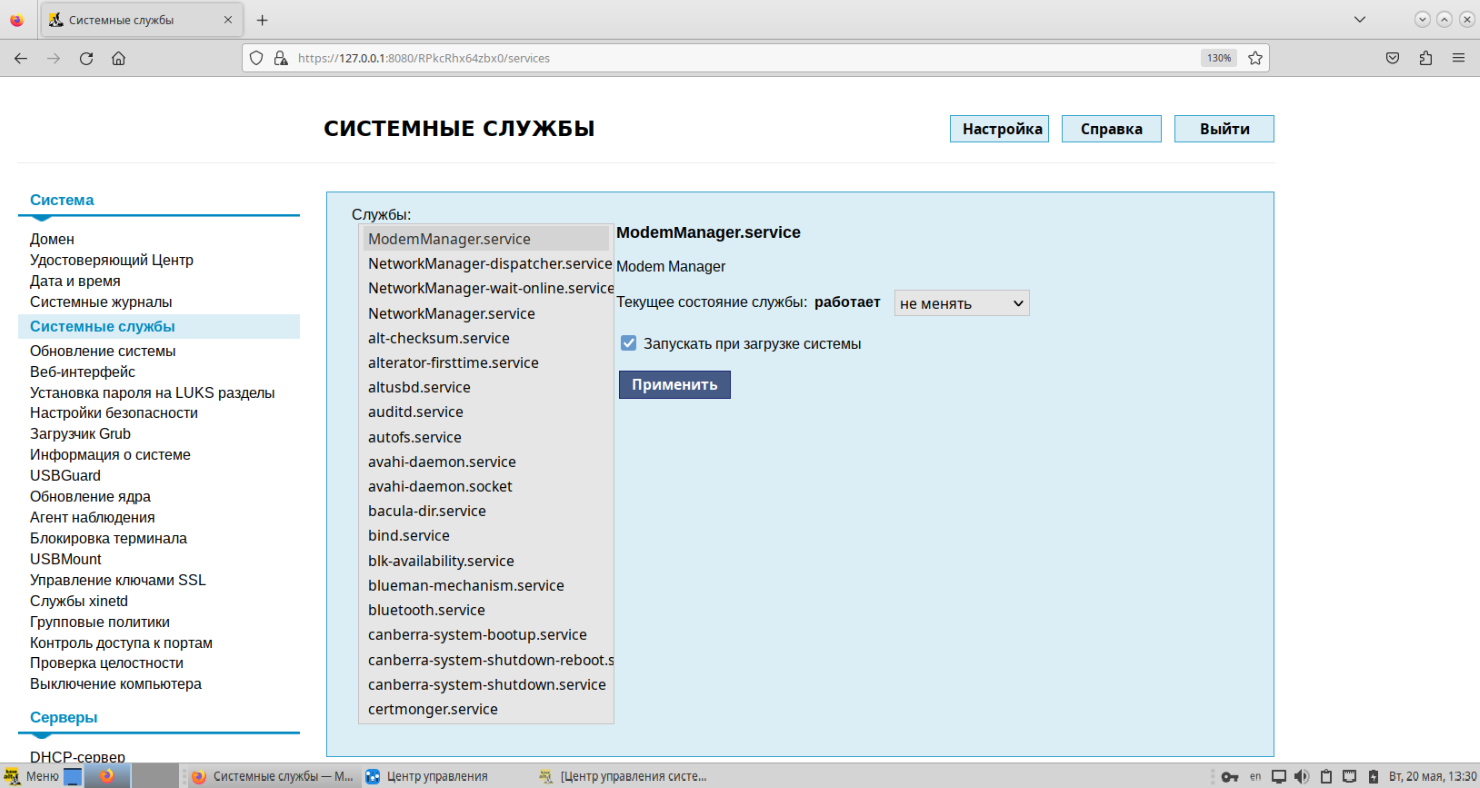 Системные службы
https://127.0.0.1:8080/RPkcRhx64zbx0/services
130%
СИСТЕМНЫЕ СЛУЖБЫ
Настройка
Справка
Выйти
Система
Домен
Удостоверяющий Центр
Дата и время
Системные журналы
Системные службы
Обновление системы
Веб-интерфейс
Установка пароля на LUKS разделы
Настройки безопасности
Загрузчик Grub
Информация о системе
USBGuard
Обновление ядра
Агент наблюдения
Блокировка терминала
USBMount
Управление ключами SSL
Службы xinetd
Групповые политики
Контроль доступа к портам
Проверка целостности
Выключение компьютера
Серверы
DHCP-сервер
Службы:
ModemManager.service
NetworkManager-dispatcher.service
NetworkManager-wait-online.service
NetworkManager.service
alt-checksum.service
alterator-firsttime.service
altusbd.service
auditd.service
autofs.service
avahi-daemon.service
avahi-daemon.socket
bacula-dir.service
bind.service
blk-availability.service
blueman-mechanism.service
bluetooth.service
canberra-system-bootup.service
canberra-system-shutdown-reboot.s
canberra-system-shutdown.service
certmonger.service
ModemManager.service
Modem Manager
Текущее состояние службы: работает не менять
Запускать при загрузке системы
Применить
Меню
Системные службы — M...
Центр управления
[Центр управления систе...
en
Вт, 20 мая, 13:30